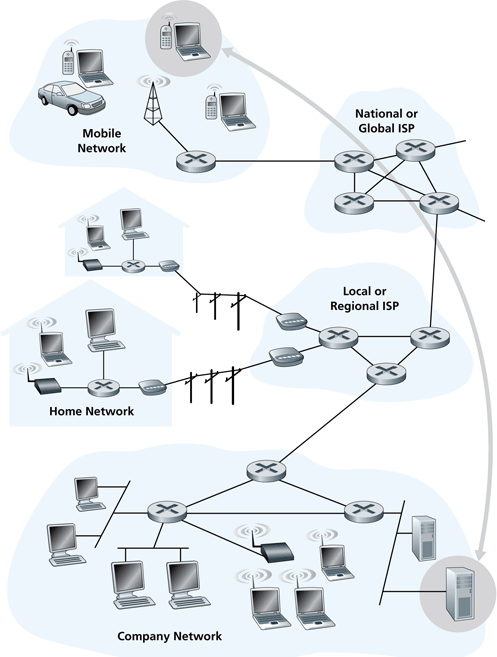 Mobile
Network
National or
Global ISP
Local or
Regional ISP
Home Network
Company Network